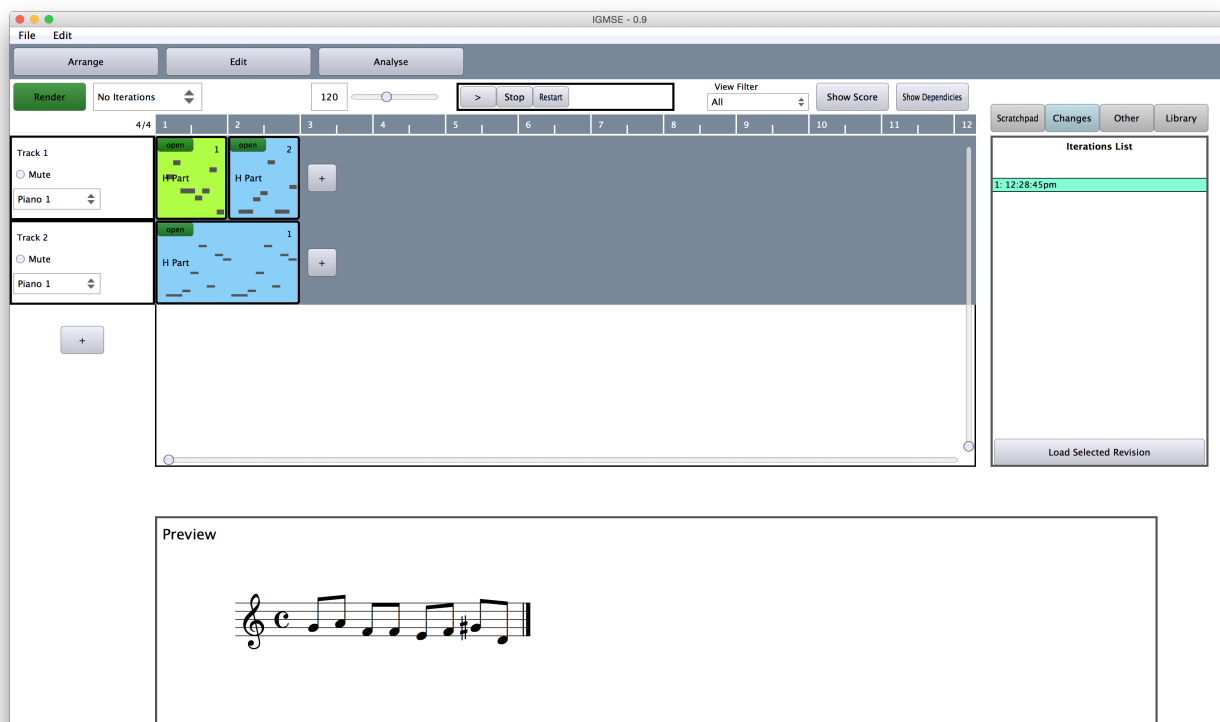 IGMSE - 0.9
File Edit
Arrange Edit Analyse
Render No Iterations 120 > Stop Restart View Filter All Show Score Show Dependicies
4/4 1 2 3 4 5 6 7 8 9 10 11 12
Scratchpad Changes Other Library
Track 1
Mute
Piano 1
open 1
H Part
open 2
H Part
+
Track 2
Mute
Piano 1
open 1
H Part
+
+
Iterations List
1: 12:28:45pm
Load Selected Revision
Preview